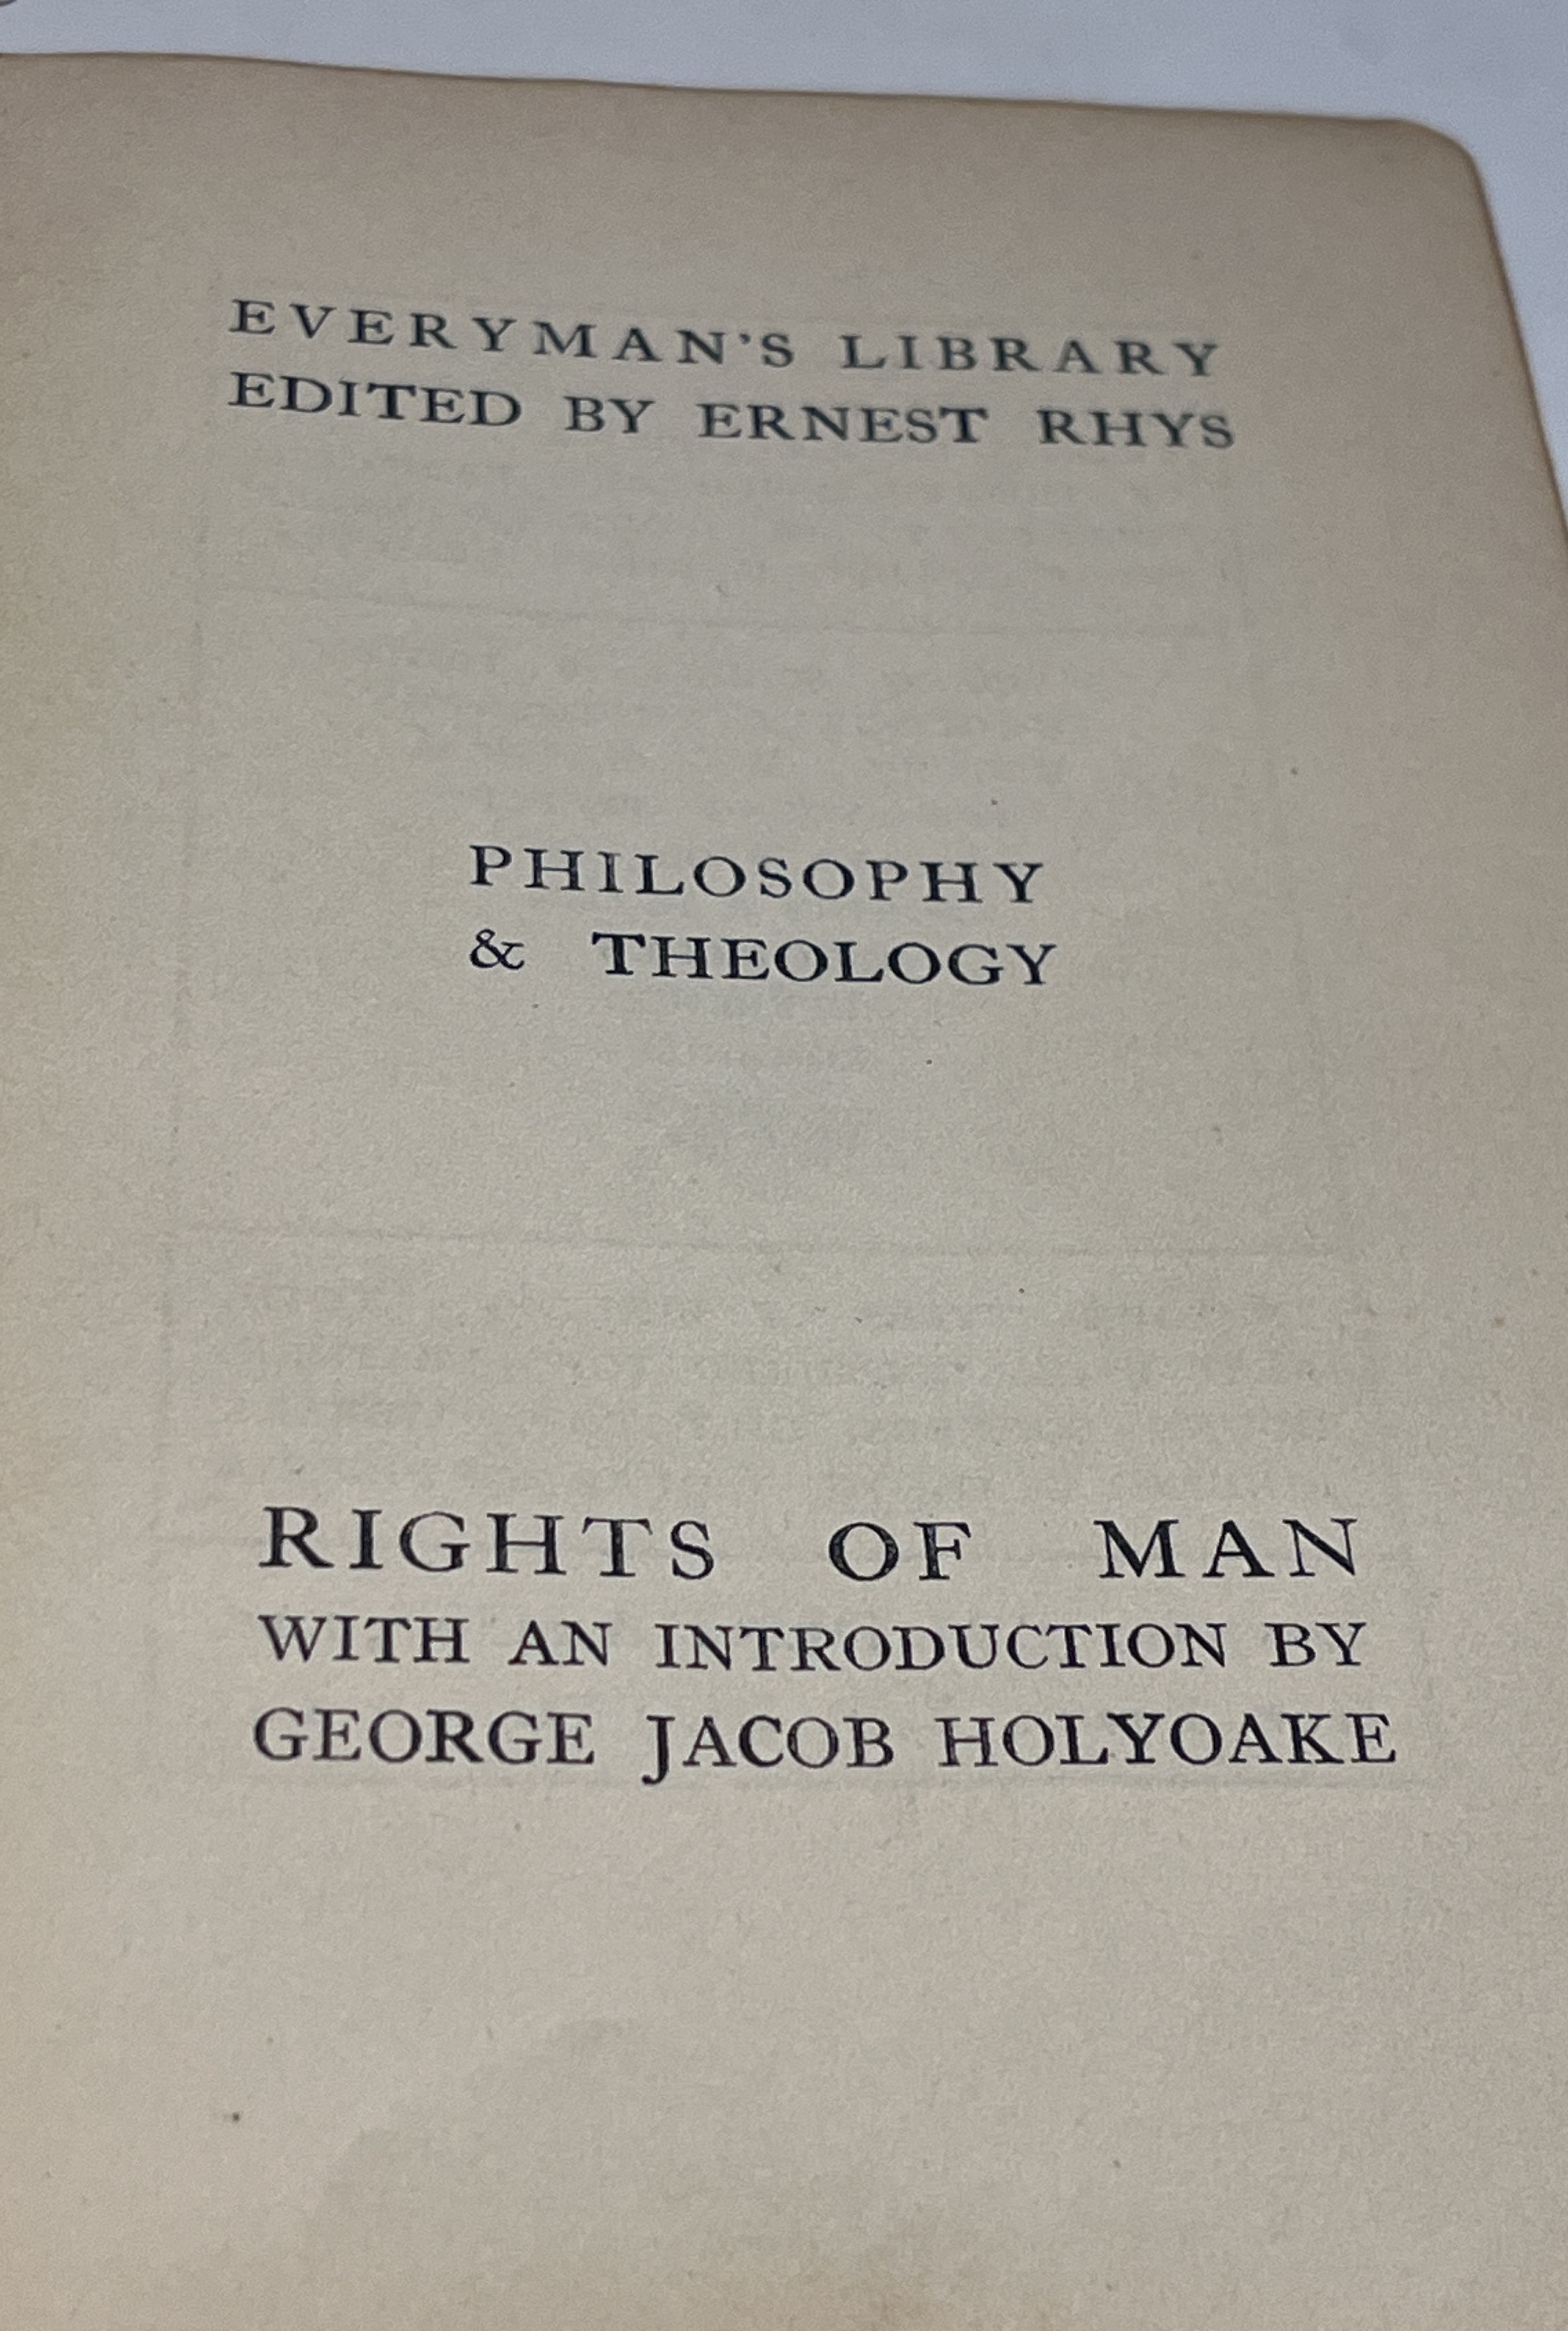 EVERYMAN'S LIBRARY
EDITED BY ERNEST RHYS
PHILOSOPHY
& THEOLOGY
RIGHTS OF MAN
WITH AN INTRODUCTION BY
GEORGE JACOB HOLYOAKE